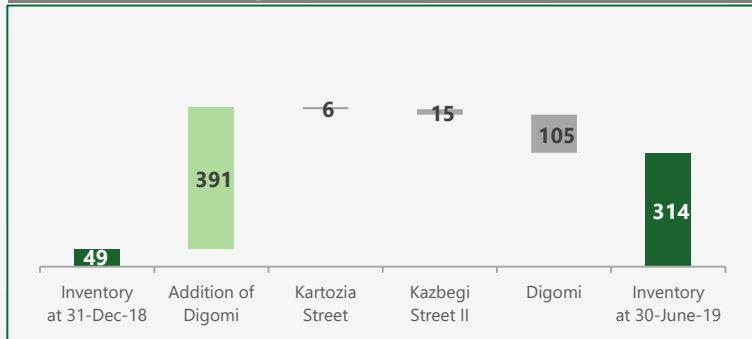 6
15
105
391
314
49
Inventory
at 31-Dec-18
Addition of
Digomi
Kartozia
Street
Kazbegi
Street II
Digomi
Inventory
at 30-June-19